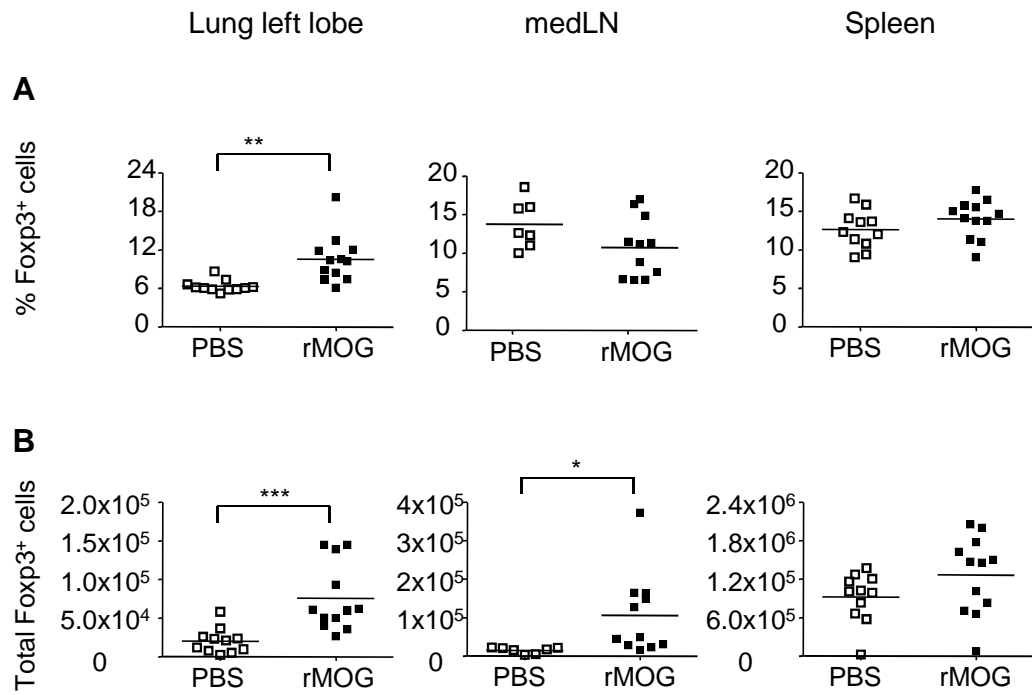 Lung left lobe medLN Spleen
A
% Foxp3⁺ cells
**
24
18
12
6
0
PBS rMOG
20
15
10
5
0
PBS rMOG
20
15
10
5
0
PBS rMOG
B
Total Foxp3⁺ cells
***
2.0x10⁵
1.5x10⁵
1.0x10⁵
5.0x10⁴
0
PBS rMOG
*
4x10⁵
3x10⁵
2x10⁵
1x10⁵
0
PBS rMOG
2.4x10⁶
1.8x10⁶
1.2x10⁶
6.0x10⁵
0
PBS rMOG